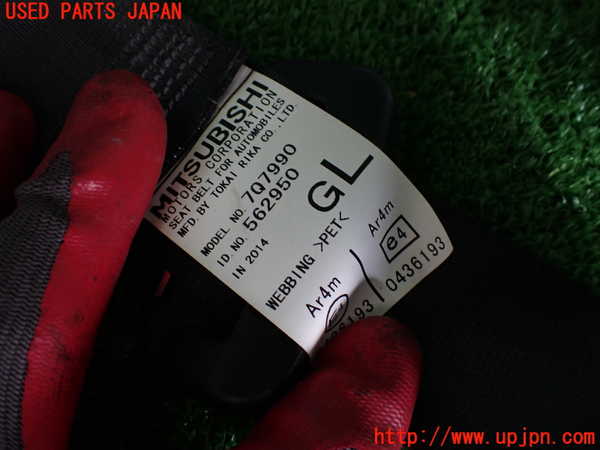 USED PARTS JAPAN
MITSUBISHI
MOTORS CORPORATION
SEAT BELT FOR AUTOMOBILES
MFD. BY TOKAI RIKA CO., LTD.
MODEL NO. 7Q7990
ID. NO. 562950
IN 2014
GL
WEBBING >PET<
Ar4m
Ar4m
e4
0436193
http://www.upjpn.com/